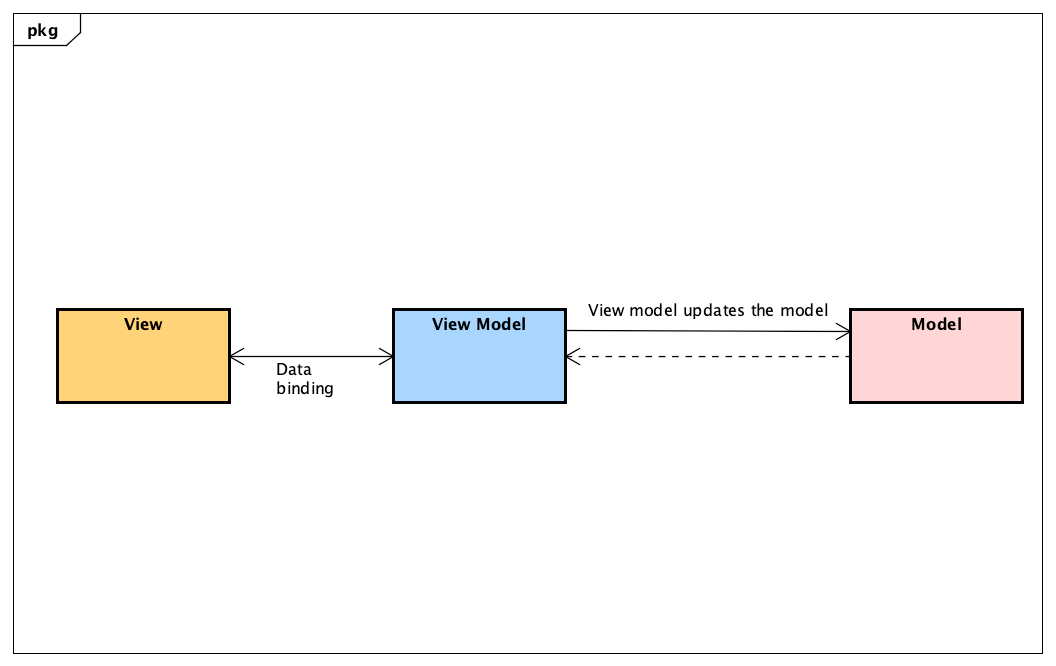 pkg
View model updates the model
View
View Model
Model
Data
binding